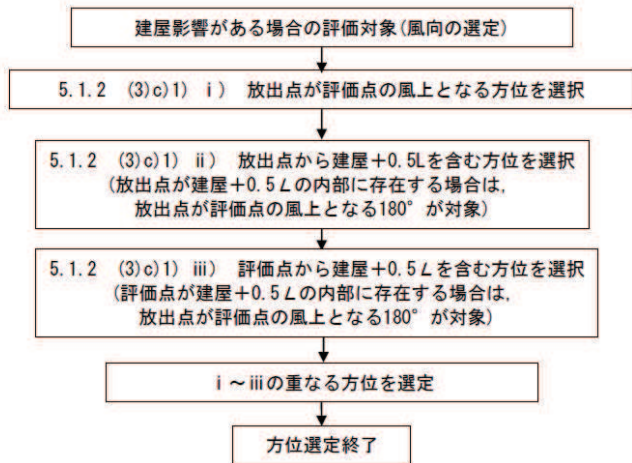 建屋影響がある場合の評価対象(風向の選定)
5.1.2 (3)c)1) ⅰ) 放出点が評価点の風上となる方位を選択
5.1.2 (3)c)1) ⅱ) 放出点から建屋+0.5Lを含む方位を選択
(放出点が建屋+0.5Lの内部に存在する場合は,
放出点が評価点の風上となる180°が対象)
5.1.2 (3)c)1) ⅲ) 評価点から建屋+0.5Lを含む方位を選択
(評価点が建屋+0.5Lの内部に存在する場合は,
放出点が評価点の風上となる180°が対象)
ⅰ~ⅲの重なる方位を選定
方位選定終了